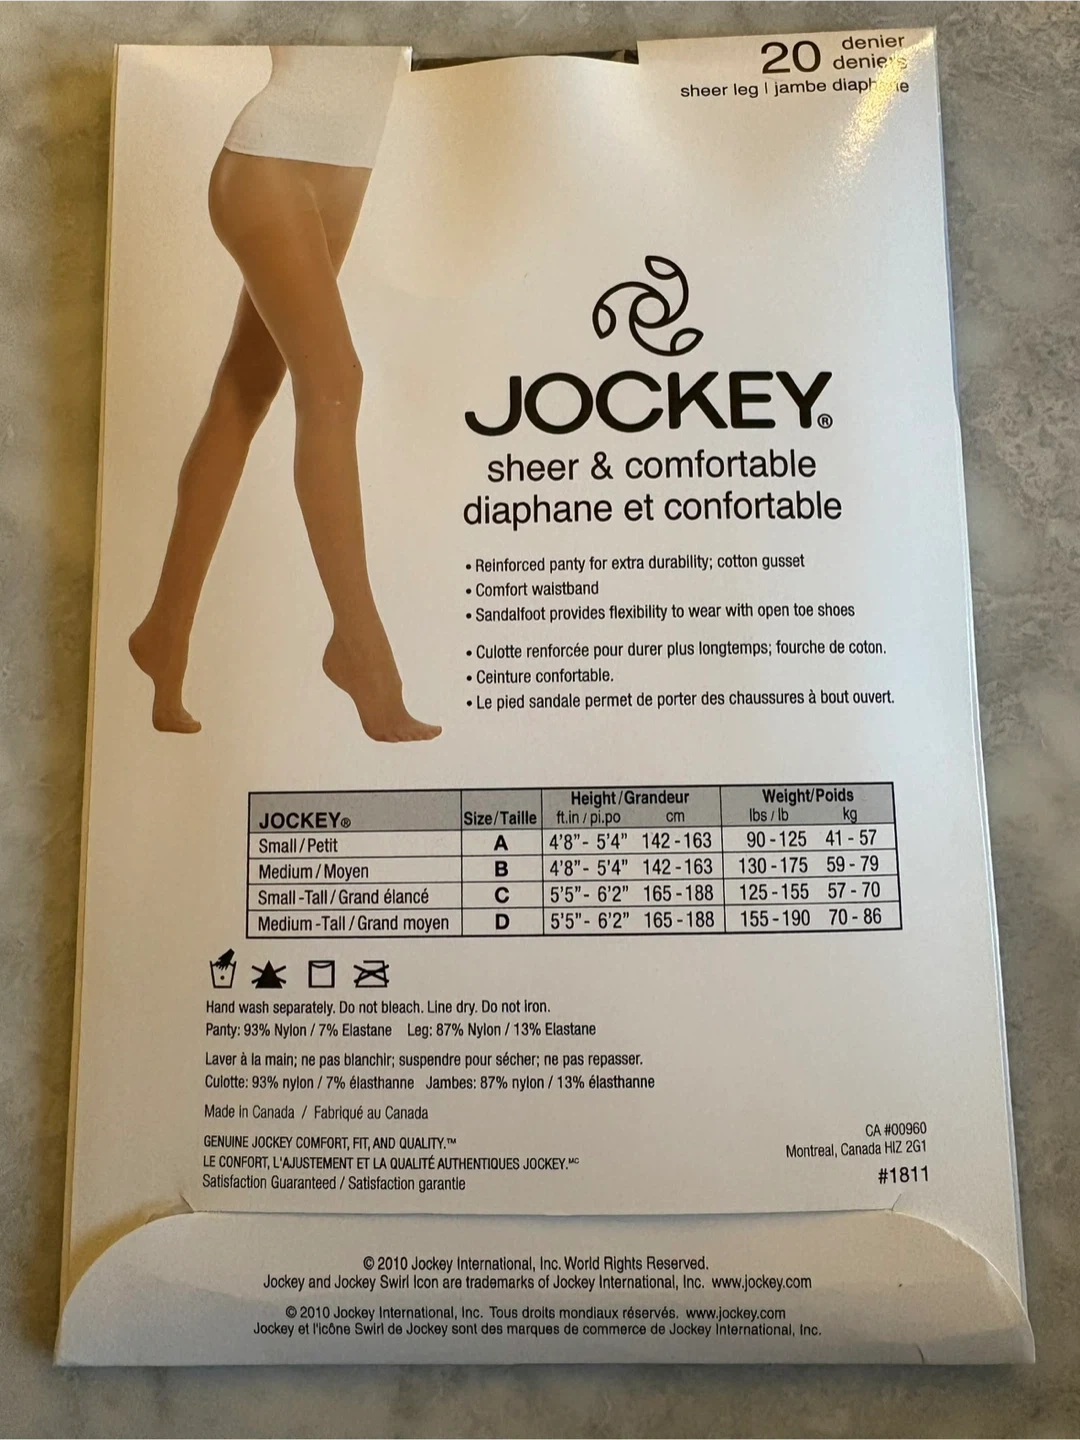 20 denier
deniers
sheer leg | jambe diaphane
JOCKEY®
sheer & comfortable
diaphane et confortable
• Reinforced panty for extra durability; cotton gusset
• Comfort waistband
• Sandalfoot provides flexibility to wear with open toe shoes
• Culotte renforcée pour durer plus longtemps; fourche de coton.
• Ceinture confortable.
• Le pied sandale permet de porter des chaussures à bout ouvert.
JOCKEY® Size/Taille Height/Grandeur Weight/Poids
ft.in / pi.po cm lbs / lb kg
Small / Petit A 4'8"- 5'4" 142-163 90-125 41-57
Medium / Moyen B 4'8"- 5'4" 142-163 130-175 59-79
Small-Tall / Grand élancé C 5'5"- 6'2" 165-188 125-155 57-70
Medium-Tall / Grand moyen D 5'5"- 6'2" 165-188 155-190 70-86
Hand wash separately. Do not bleach. Line dry. Do not iron.
Panty: 93% Nylon / 7% Elastane Leg: 87% Nylon / 13% Elastane
Laver à la main; ne pas blanchir; suspendre pour sécher; ne pas repasser.
Culotte: 93% nylon / 7% élasthanne Jambes: 87% nylon / 13% élasthanne
Made in Canada / Fabriqué au Canada
GENUINE JOCKEY COMFORT, FIT, AND QUALITY.™
LE CONFORT, L'AJUSTEMENT ET LA QUALITÉ AUTHENTIQUES JOCKEY.MC
Satisfaction Guaranteed / Satisfaction garantie
CA #00960
Montreal, Canada HIZ 2G1
#1811
© 2010 Jockey International, Inc. World Rights Reserved.
Jockey and Jockey Swirl Icon are trademarks of Jockey International, Inc. www.jockey.com
© 2010 Jockey International, Inc. Tous droits mondiaux réservés. www.jockey.com
Jockey et l'icône Swirl de Jockey sont des marques de commerce de Jockey International, Inc.